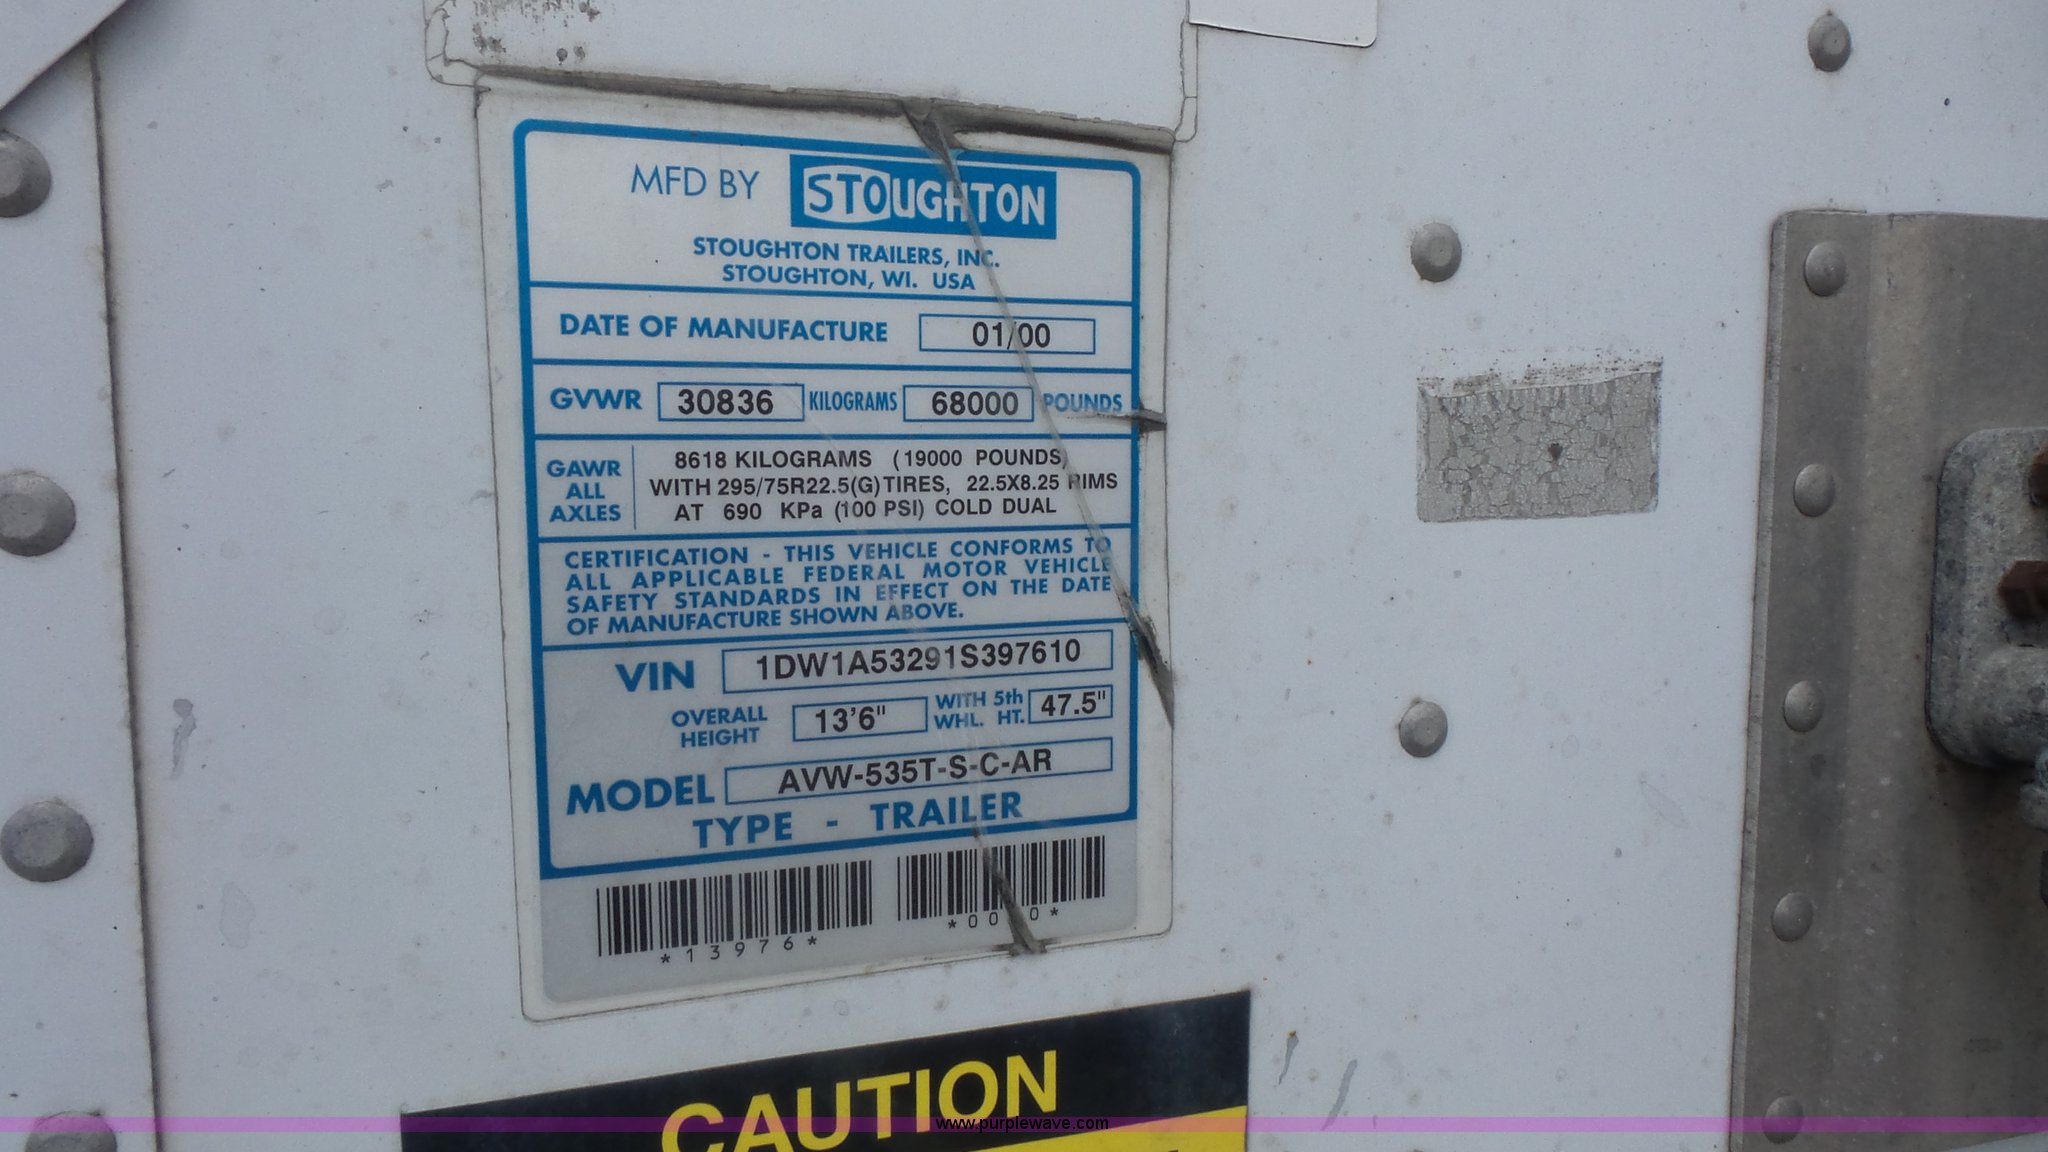 MFD BY STOUGHTON
STOUGHTON TRAILERS, INC.
STOUGHTON, WI. USA
DATE OF MANUFACTURE 01/00
GVWR 30836 KILOGRAMS 68000 POUNDS
GAWR ALL AXLES
8618 KILOGRAMS (19000 POUNDS)
WITH 295/75R22.5(G) TIRES, 22.5X8.25 RIMS
AT 690 KPa (100 PSI) COLD DUAL
CERTIFICATION - THIS VEHICLE CONFORMS TO
ALL APPLICABLE FEDERAL MOTOR VEHICLE
SAFETY STANDARDS IN EFFECT ON THE DATE
OF MANUFACTURE SHOWN ABOVE.
VIN 1DW1A53291S397610
OVERALL HEIGHT 13'6" WITH 5th WHL. HT. 47.5"
MODEL AVW-535T-S-C-AR
TYPE - TRAILER
*13976*
CAUTION
www.purplewave.com